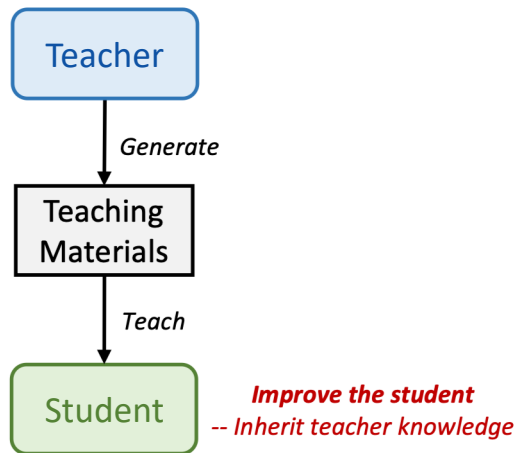 Teacher
Generate
Teaching
Materials
Teach
Student
Improve the student
-- Inherit teacher knowledge